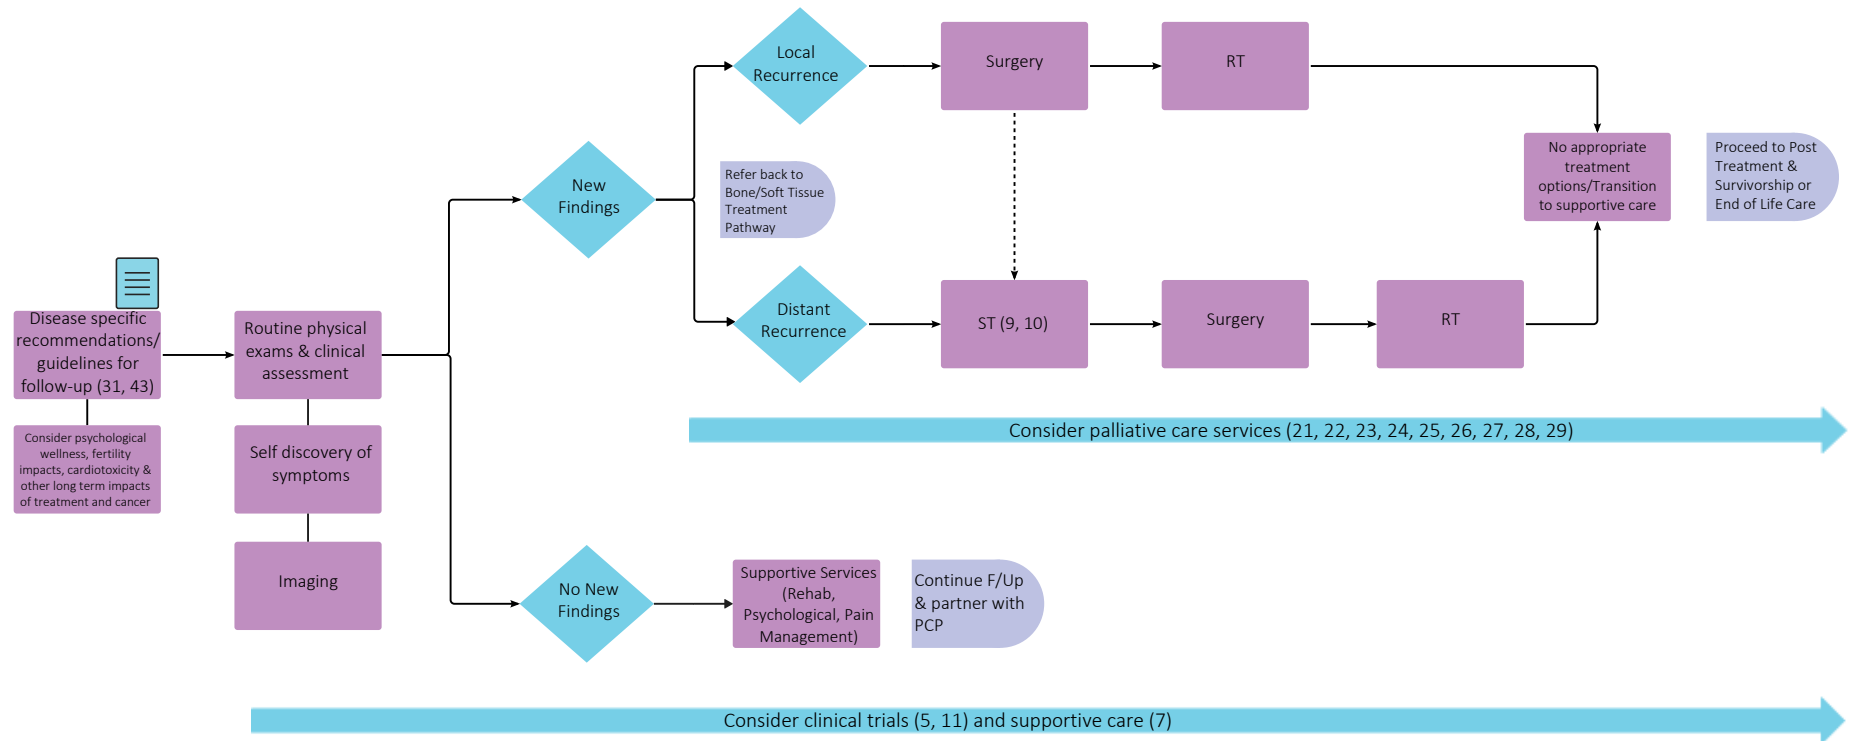 Local
Recurrence
Surgery
RT
No appropriate
treatment
options/Transition
to supportive care
Proceed to Post
Treatment &
Survivorship or
End of Life Care
New
Findings
Refer back to
Bone/Soft Tissue
Treatment
Pathway
Distant
Recurrence
ST (9, 10)
Surgery
RT
Disease specific
recommendations/
guidelines for
follow-up (31, 43)
Routine physical
exams & clinical
assessment
Consider psychological
wellness, fertility
impacts, cardiotoxicity &
other long term impacts
of treatment and cancer
Self discovery of
symptoms
Imaging
Consider palliative care services (21, 22, 23, 24, 25, 26, 27, 28, 29)
No New
Findings
Supportive Services
(Rehab,
Psychological, Pain
Management)
Continue F/Up
& partner with
PCP
Consider clinical trials (5, 11) and supportive care (7)